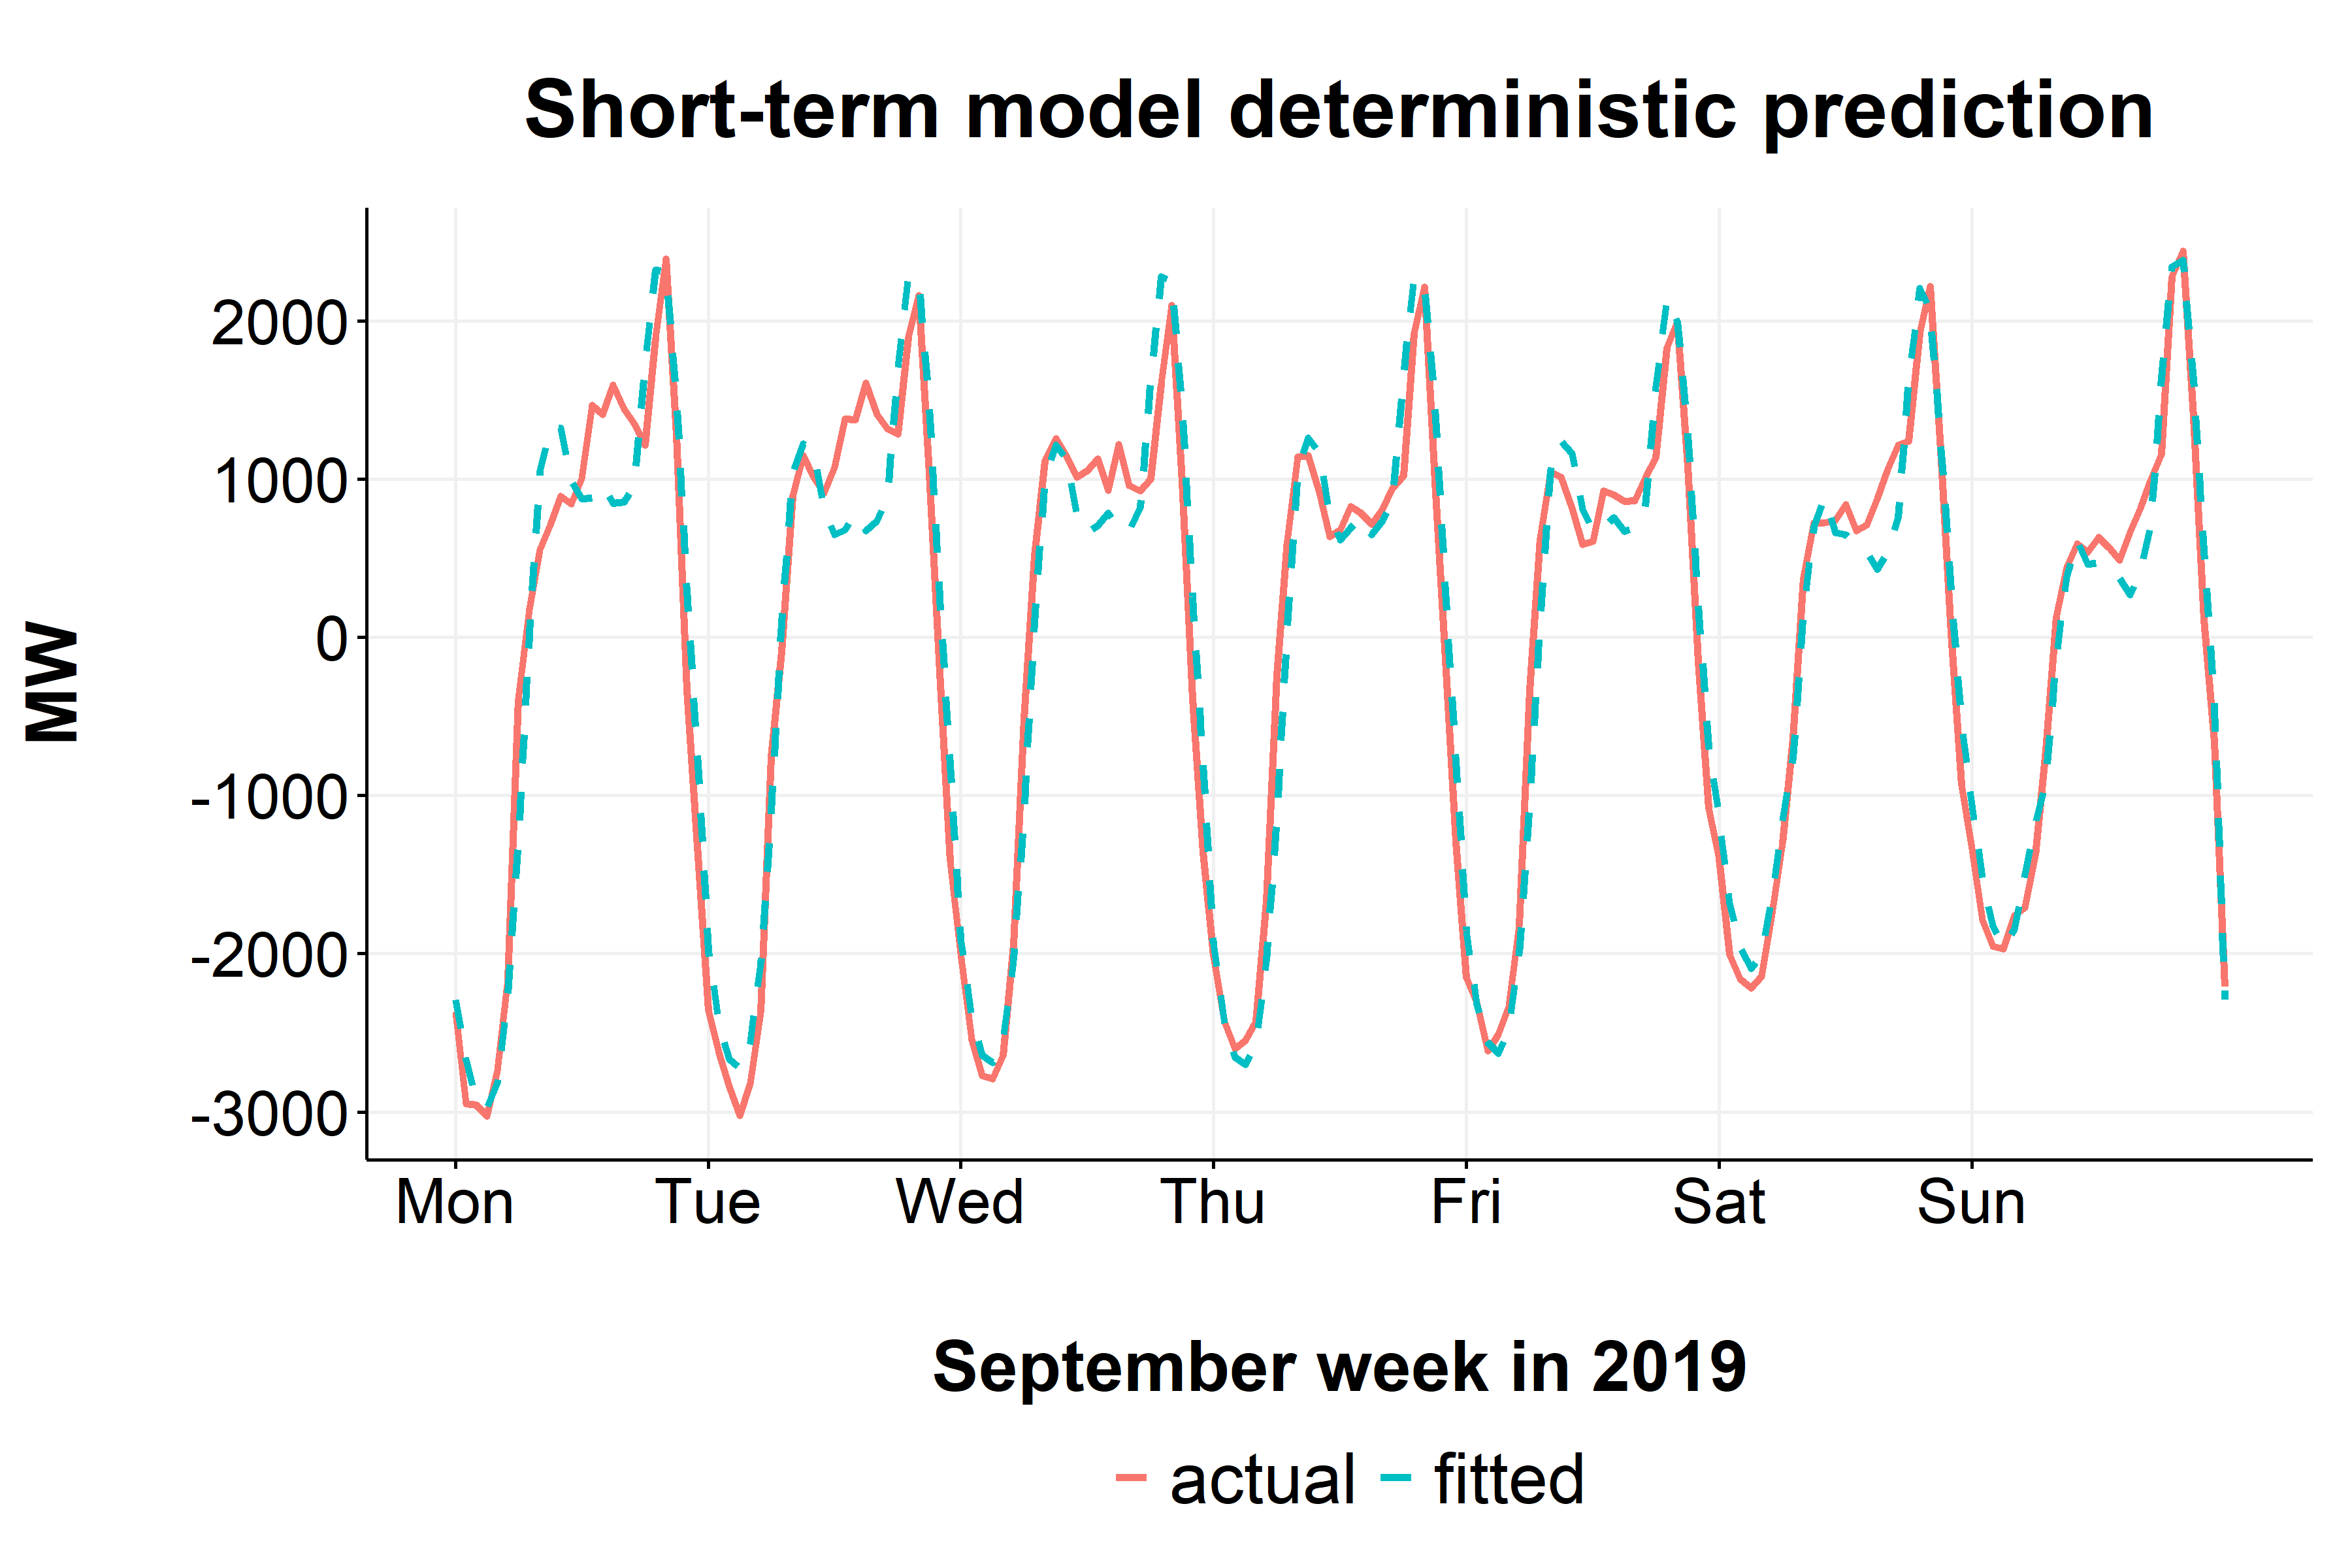 Short-term model deterministic prediction
MW
2000
1000
0
-1000
-2000
-3000
Mon Tue Wed Thu Fri Sat Sun
September week in 2019
actual fitted